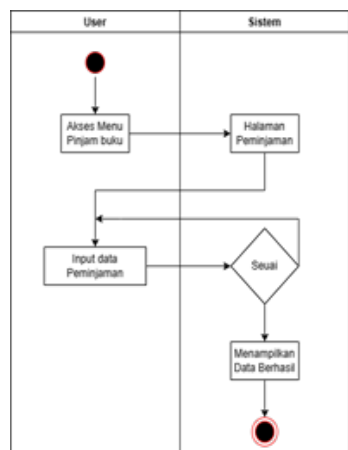 User
Sistem
Akses Menu
Pinjam buku
Halaman
Peminjaman
Input data
Peminjaman
Seuai
Menampilkan
Data Berhasil